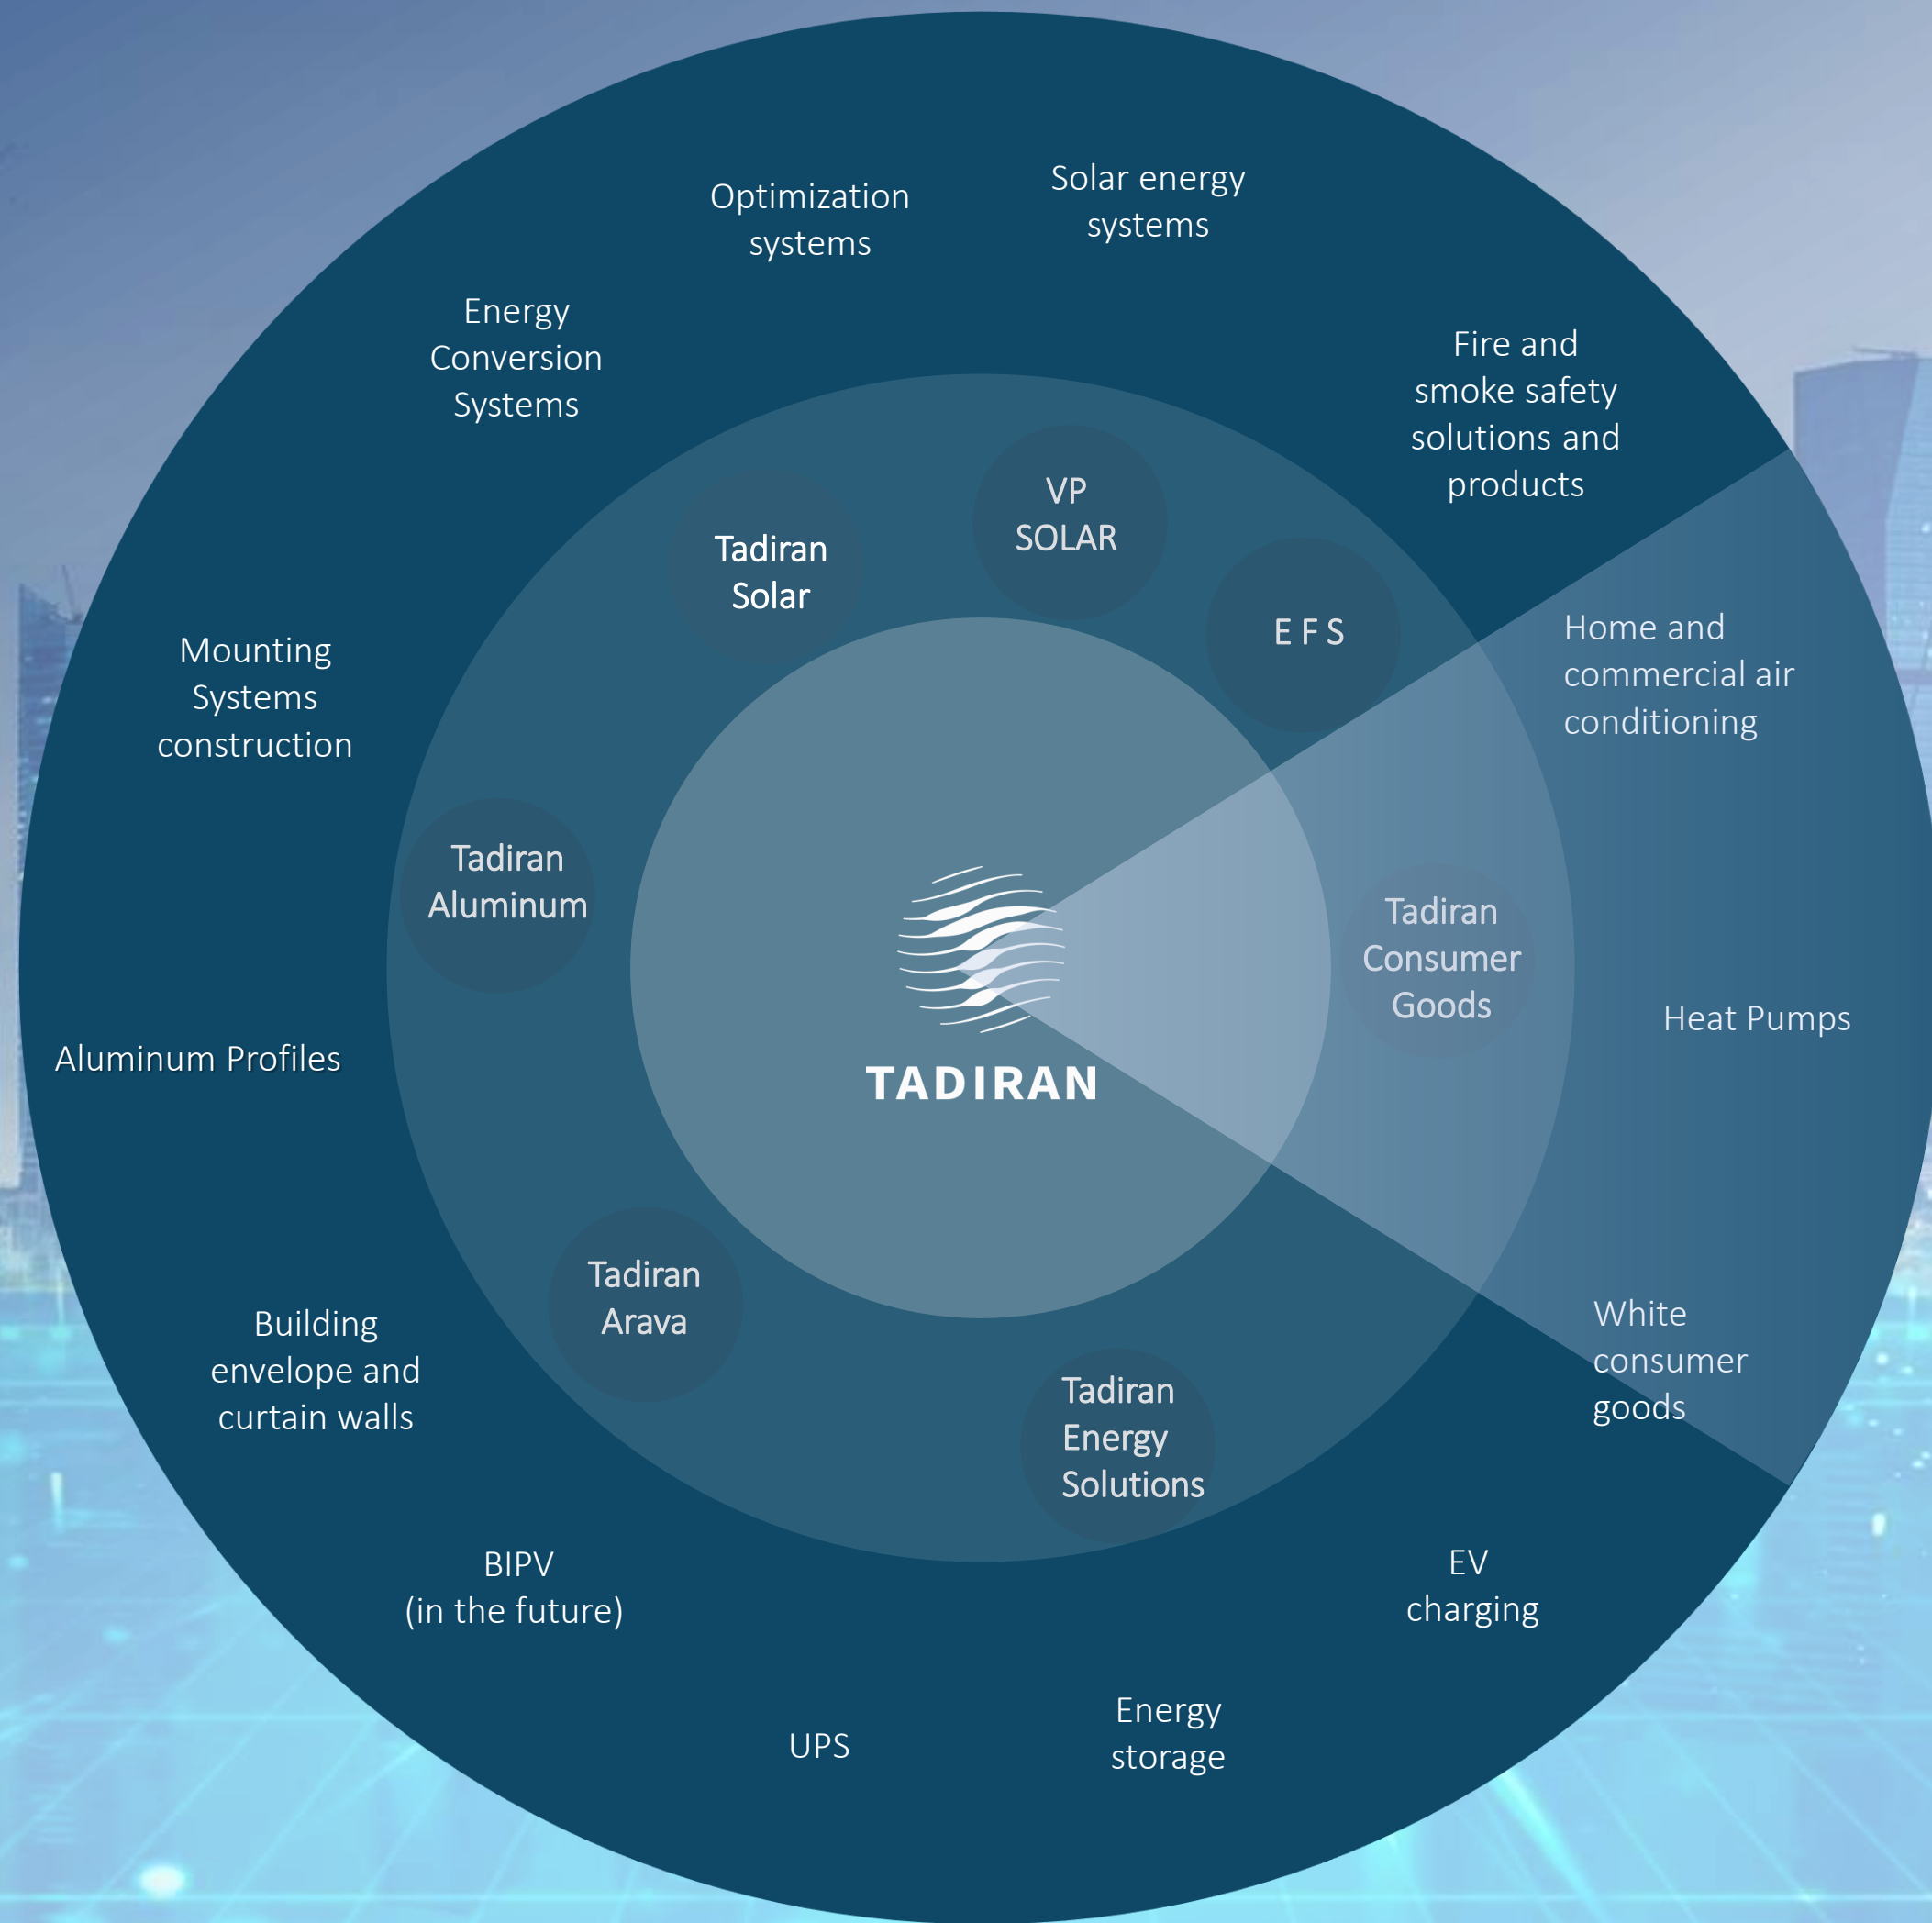 Optimization
systems
Solar energy
systems
Energy
Conversion
Systems
Fire and
smoke safety
solutions and
products
VP
SOLAR
Tadiran
Solar
E F S
Mounting
Systems
construction
Home and
commercial air
conditioning
Tadiran
Aluminum
Tadiran
Consumer
Goods
Aluminum Profiles
TADIRAN
Heat Pumps
Tadiran
Arava
Building
envelope and
curtain walls
White
consumer
goods
Tadiran
Energy
Solutions
BIPV
(in the future)
EV
charging
UPS
Energy
storage